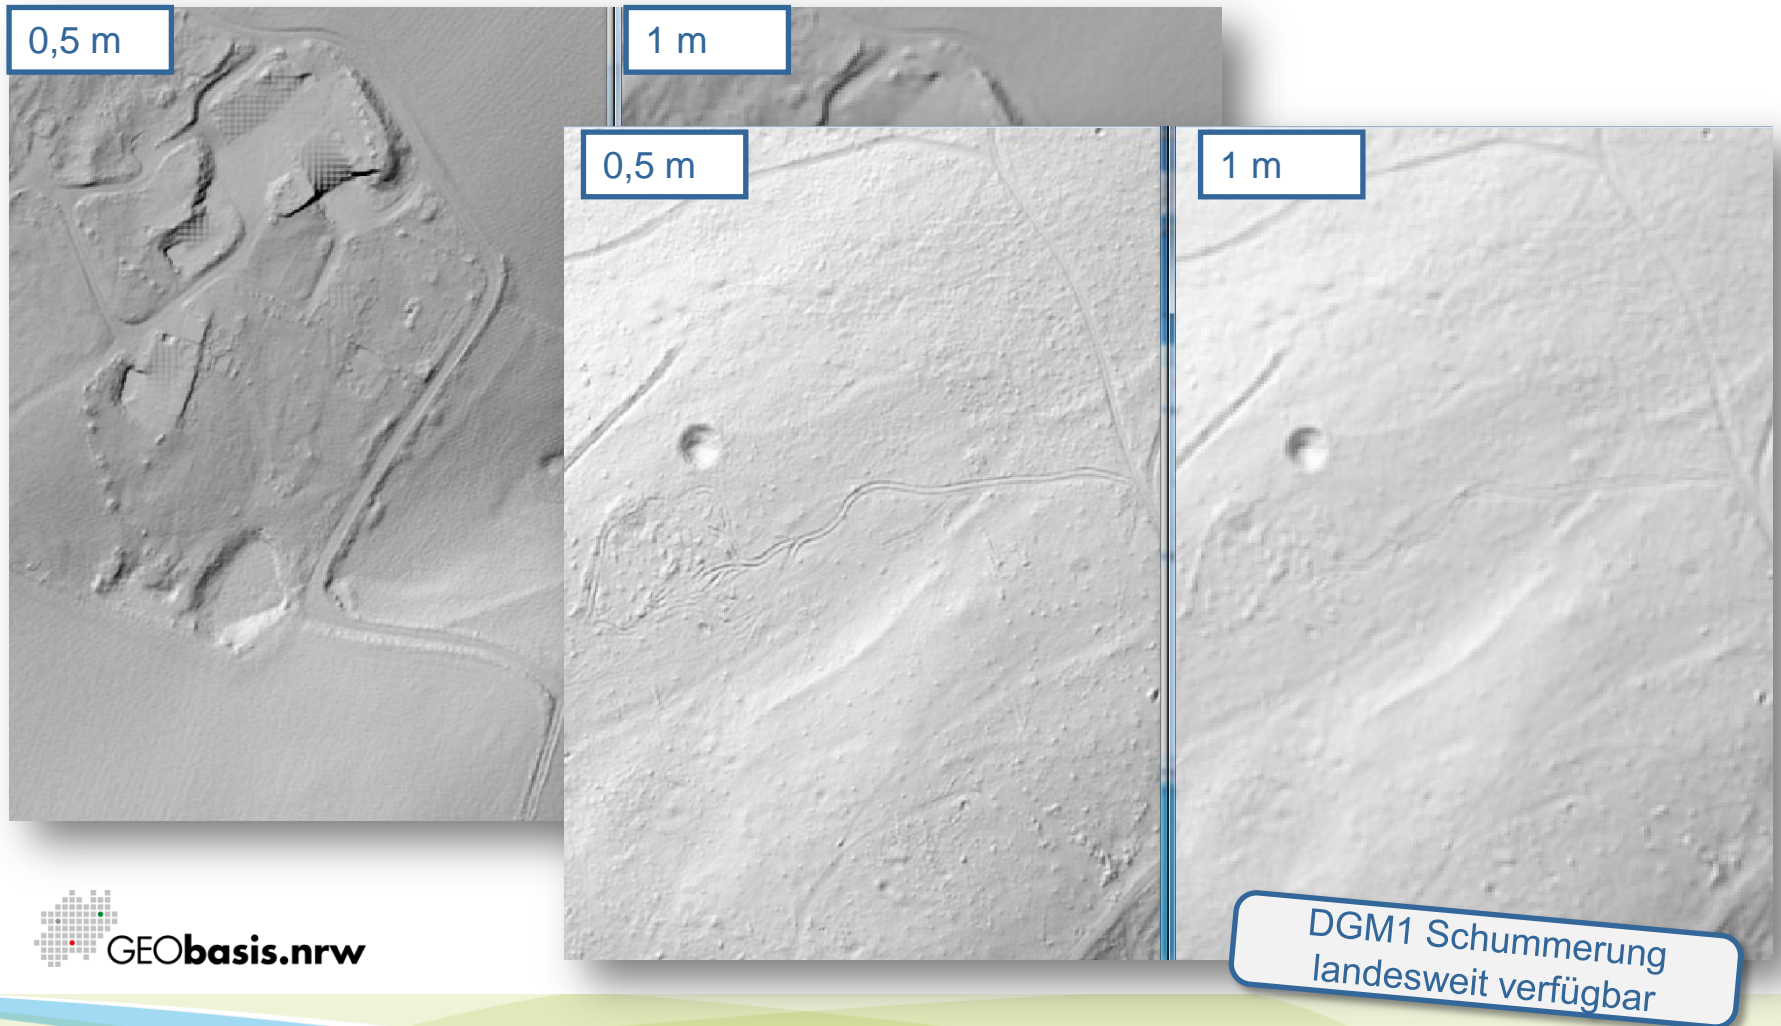 0,5 m
1 m
0,5 m
1 m
GEObasis.nrw
DGM1 Schummerung
landesweit verfügbar